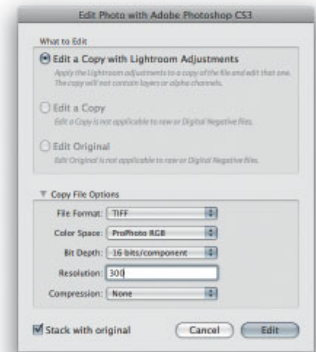 Edit Photo with Adobe Photoshop CS3
What to Edit
Edit a Copy with Lightroom Adjustments
Apply the Lightroom adjustments to a copy of the file and edit that one.
The copy will not contain layers or alpha channels.
Edit a Copy
Edit a Copy is not applicable to raw or Digital Negative files.
Edit Original
Edit Original is not applicable to raw or Digital Negative files.
Copy File Options
File Format: TIFF
Color Space: ProPhoto RGB
Bit Depth: 16 bits/component
Resolution: 300
Compression: None
Stack with original
Cancel
Edit